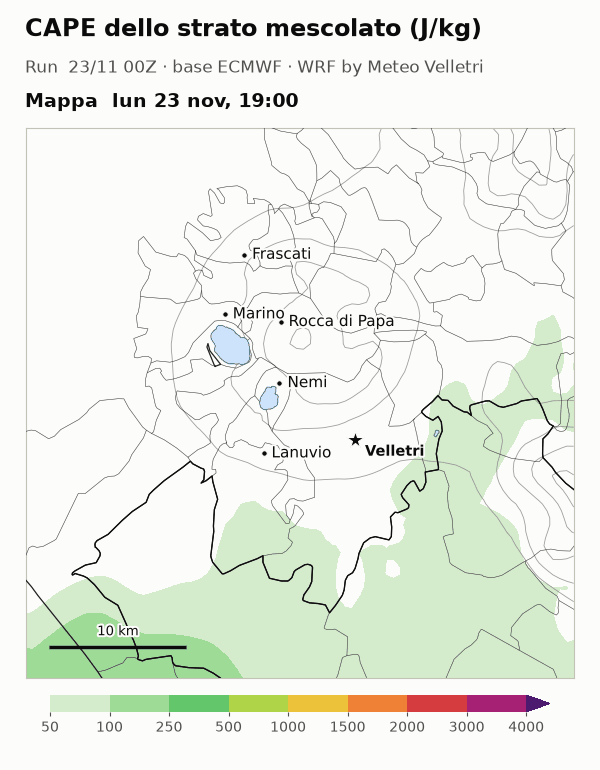 CAPE dello strato mescolato (J/kg)
Run  23/11 00Z · base ECMWF · WRF by Meteo Velletri
Mappa  lun 23 nov, 19:00
Frascati
Marino
Rocca di Papa
Nemi
Velletri
Lanuvio
10 km
50 100 250 500 1000 1500 2000 3000 4000